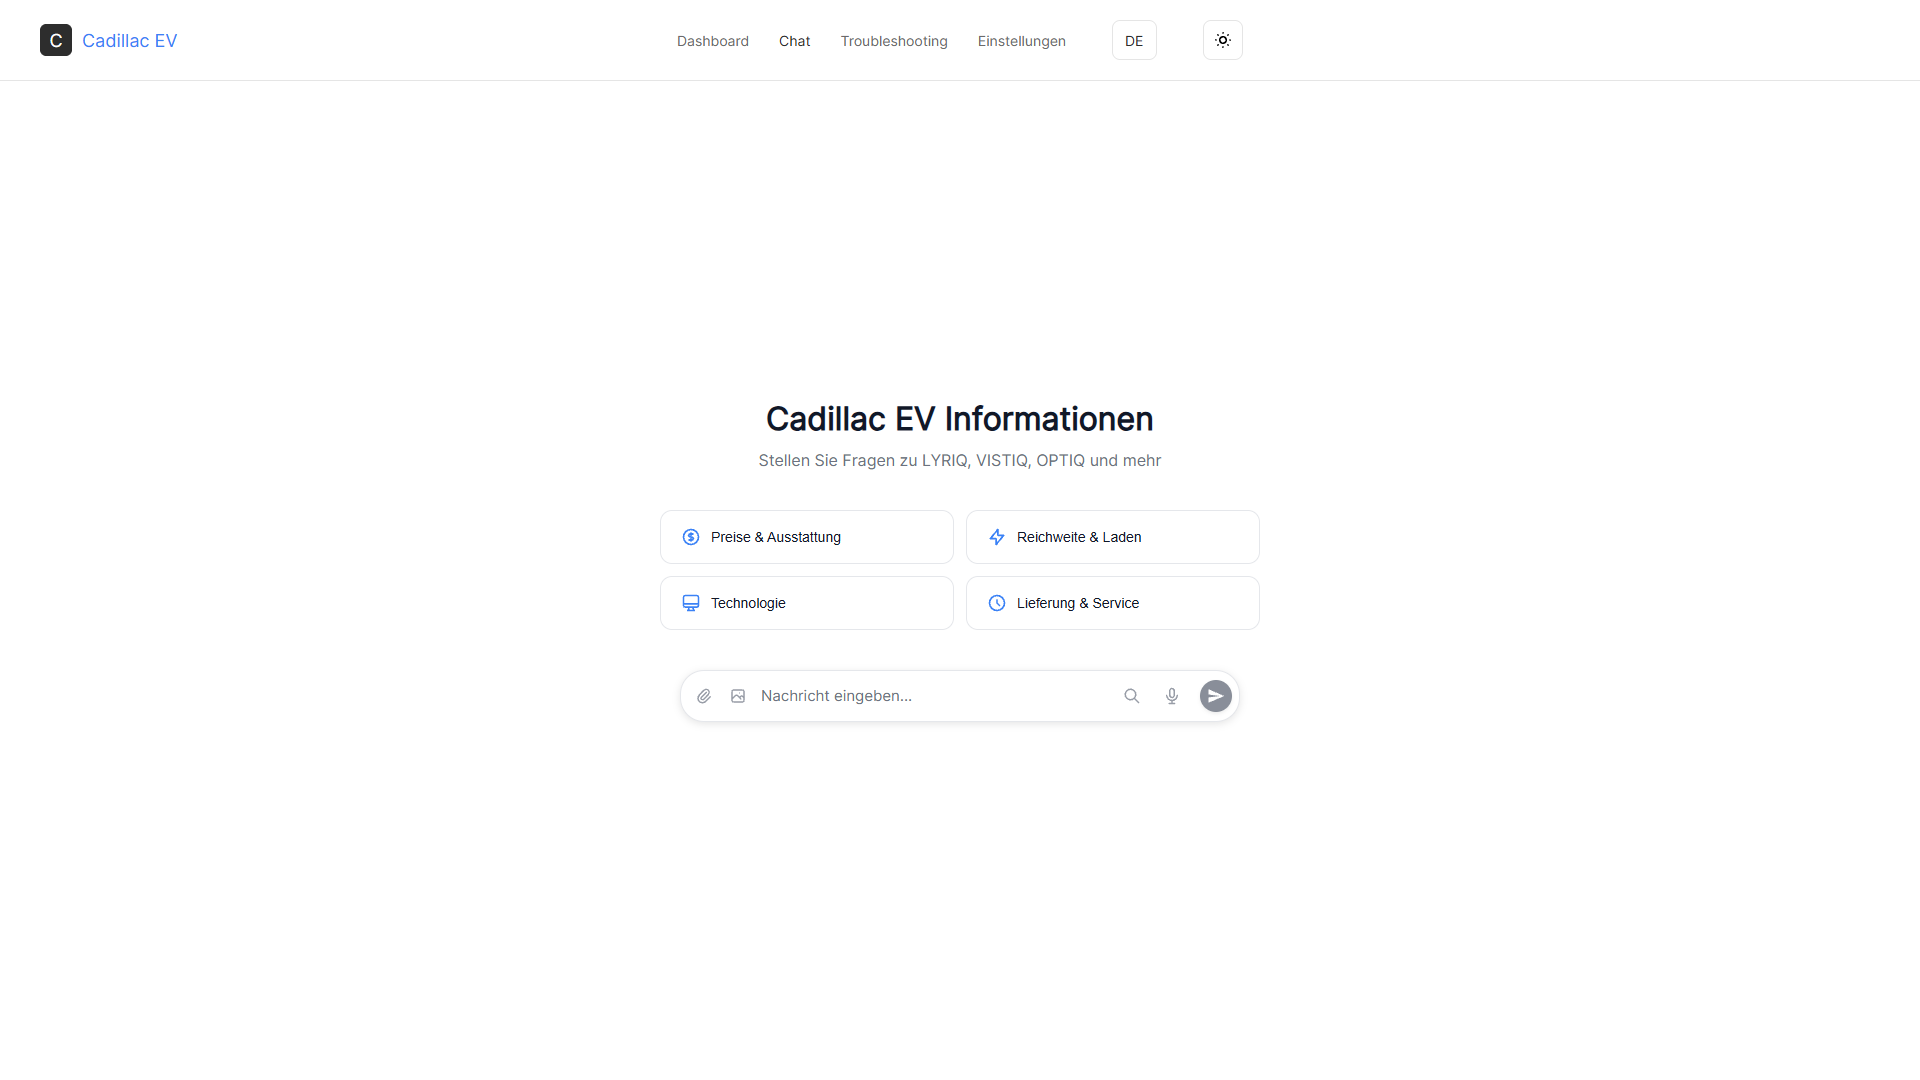 C Cadillac EV
Dashboard Chat Troubleshooting Einstellungen DE
Cadillac EV Informationen
Stellen Sie Fragen zu LYRIQ, VISTIQ, OPTIQ und mehr
Preise & Ausstattung
Reichweite & Laden
Technologie
Lieferung & Service
Nachricht eingeben...